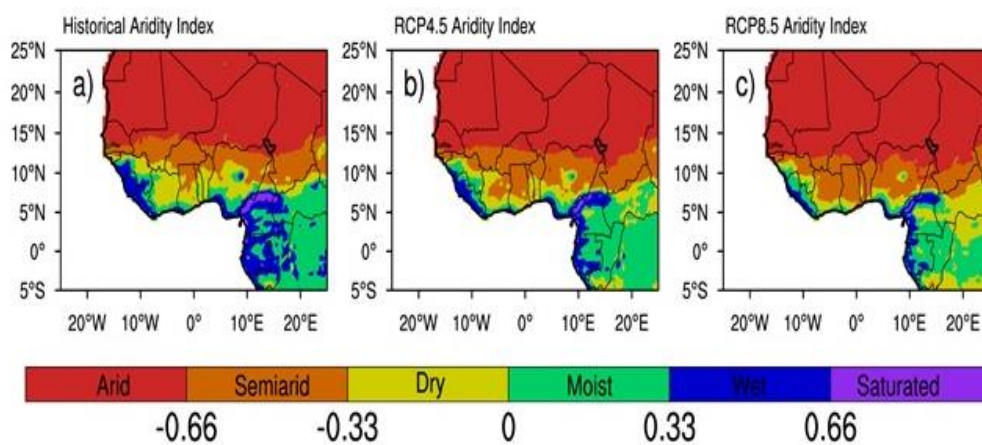 Historical Aridity Index RCP4.5 Aridity Index RCP8.5 Aridity Index
25°N 25°N 25°N
a) b) c)
20°N 20°N 20°N
15°N 15°N 15°N
10°N 10°N 10°N
5°N 5°N 5°N
0° 0° 0°
5°S 5°S 5°S
20°W 10°W 0° 10°E 20°E 20°W 10°W 0° 10°E 20°E 20°W 10°W 0° 10°E 20°E
Arid Semiarid Dry Moist Wet Saturated
-0.66 -0.33 0 0.33 0.66